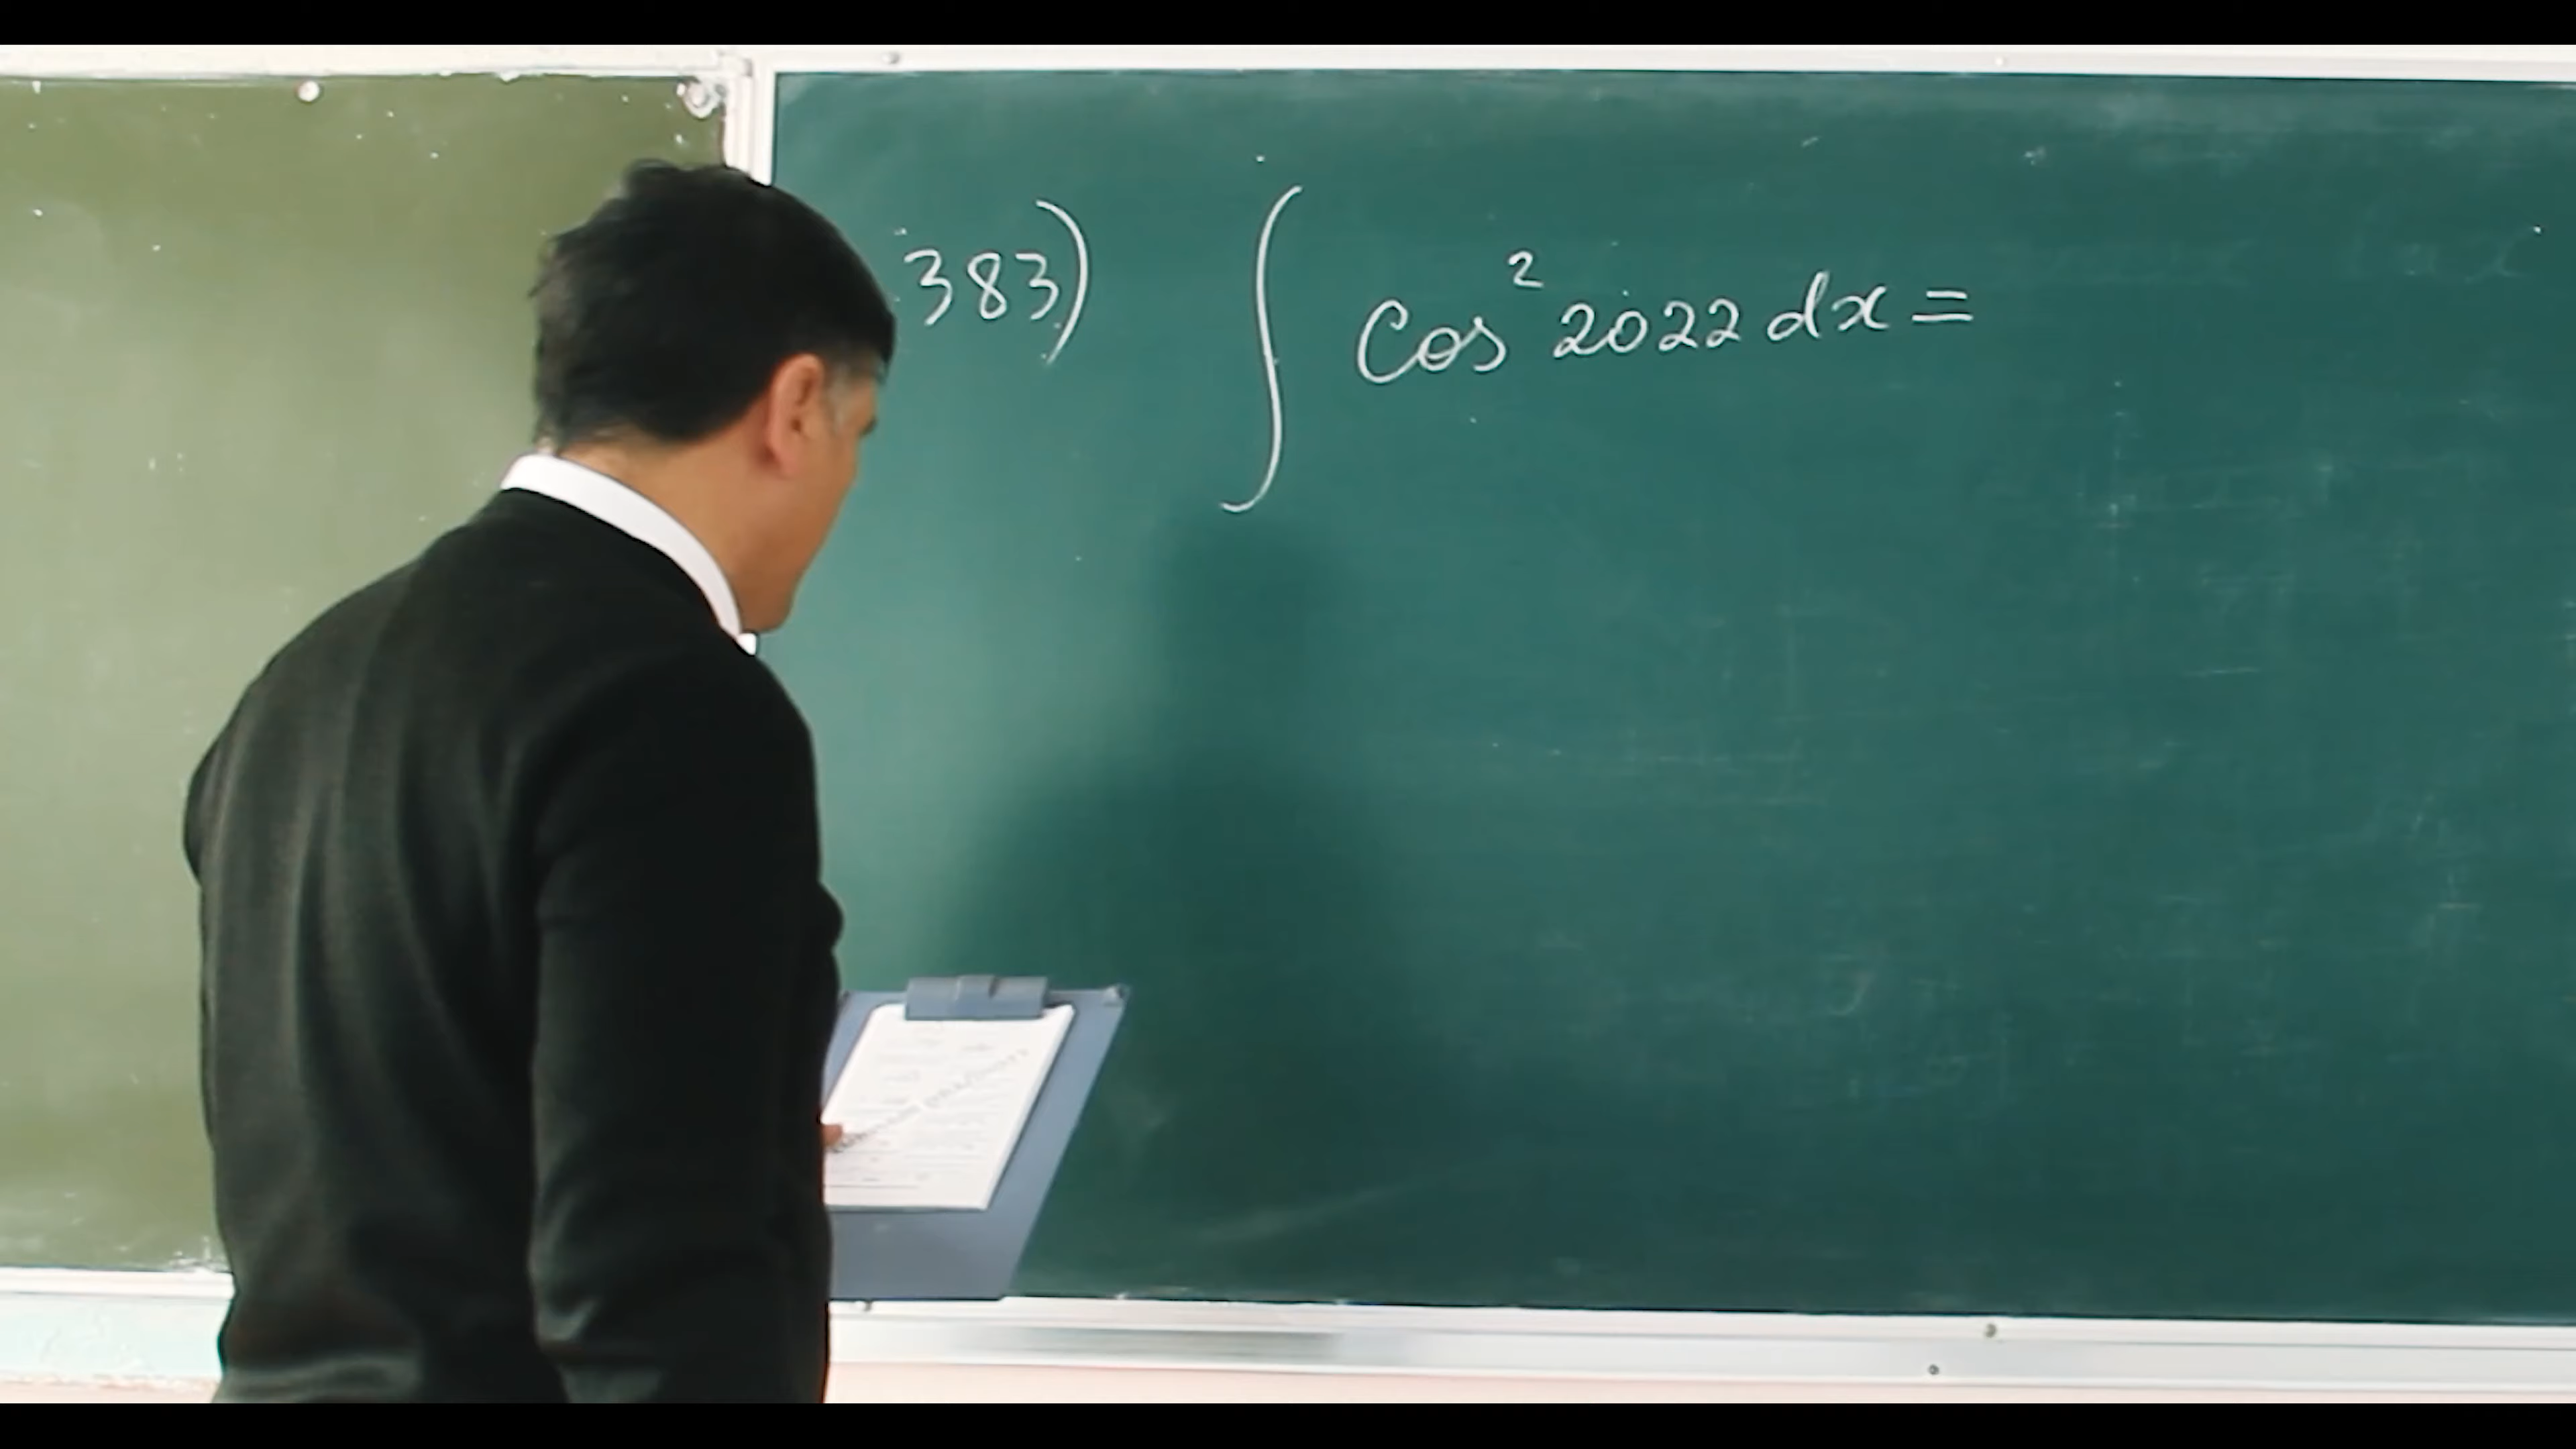 383) ∫ Cos² 2022 dx =